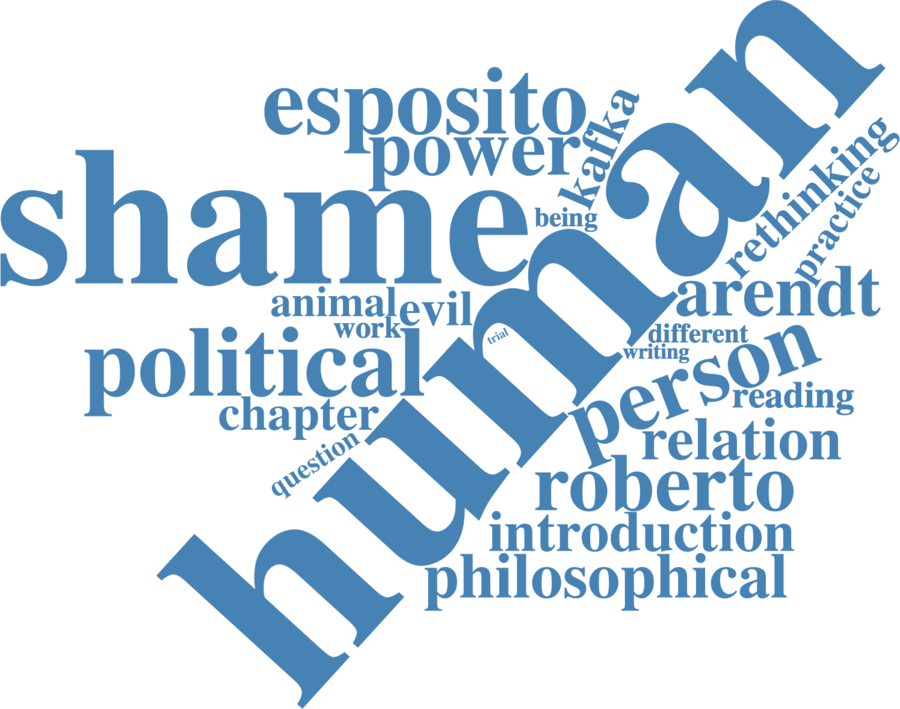 esposito
power
kafka
shame
being
human
rethinking
practice
animal
evil
work
trial
arendt
different
writing
political
person
chapter
reading
question
relation
roberto
introduction
philosophical